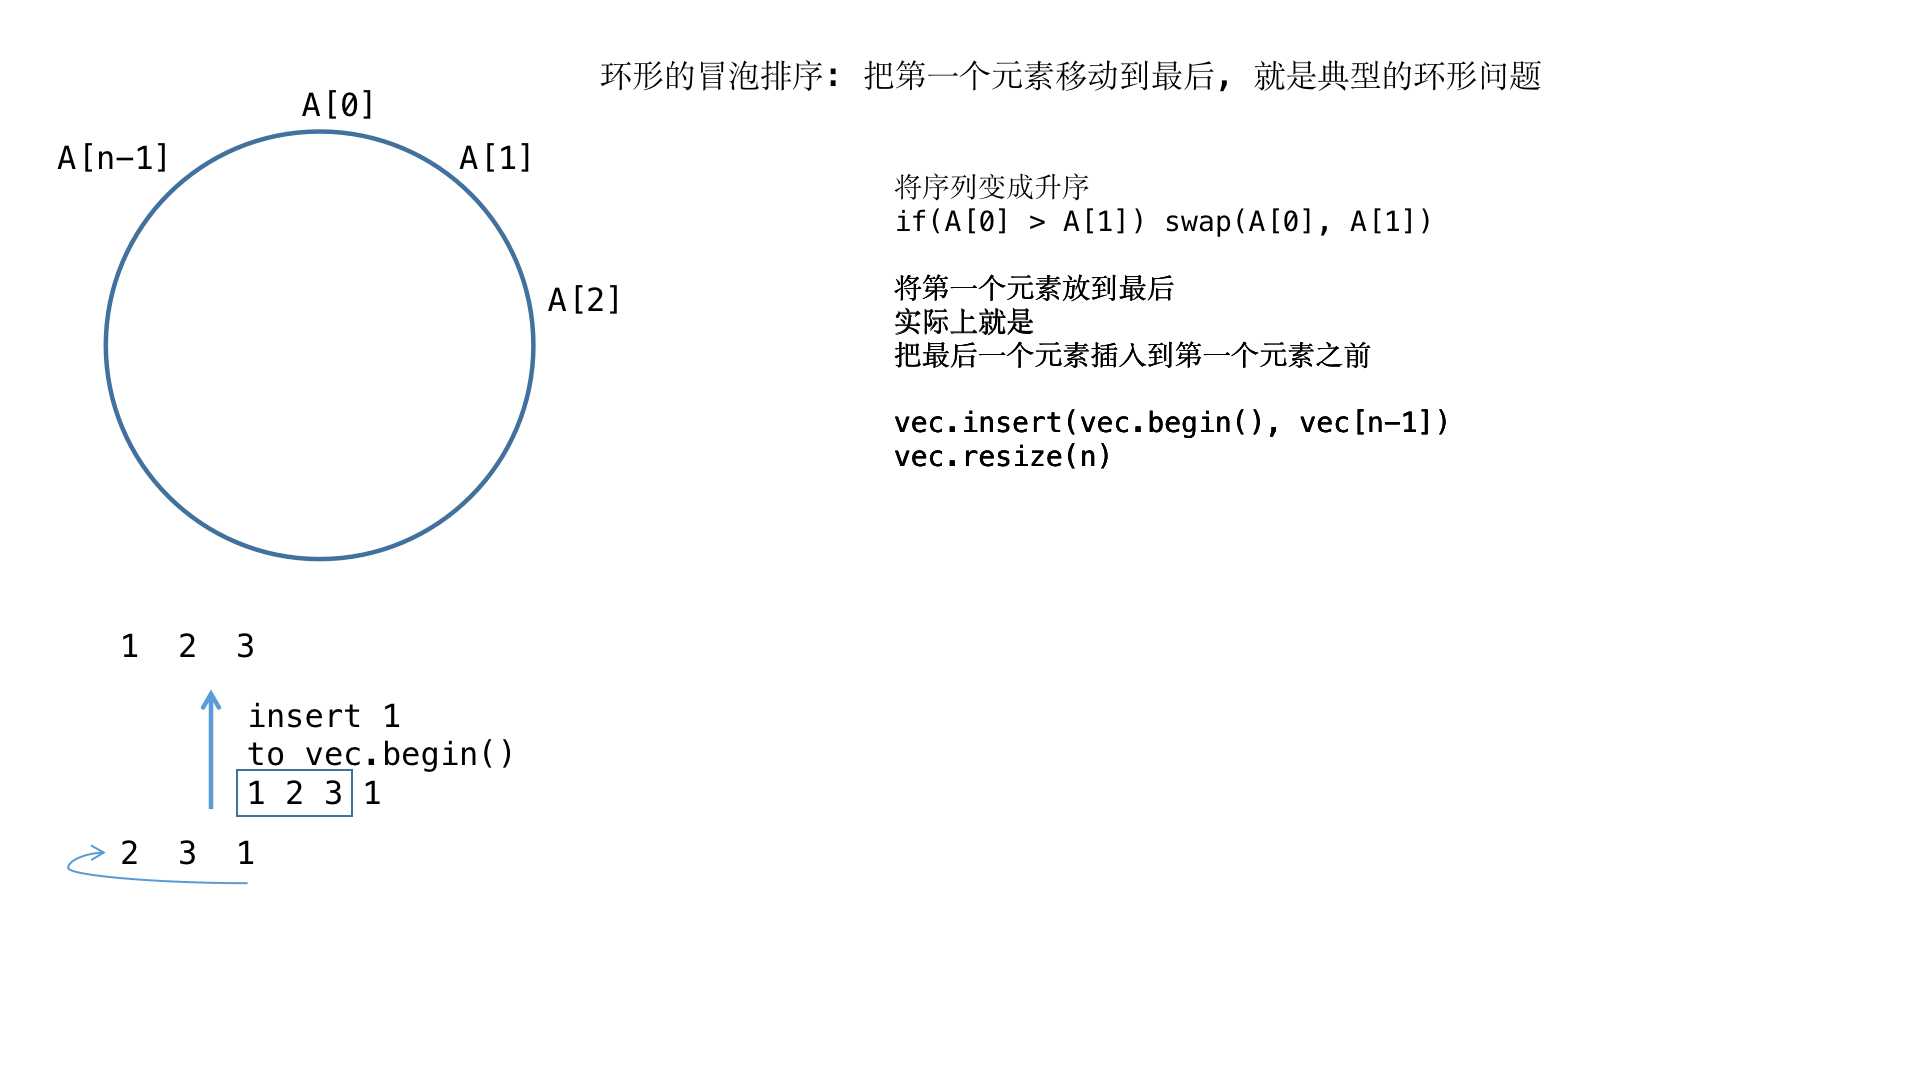 环形的冒泡排序: 把第一个元素移动到最后, 就是典型的环形问题
A[0]
A[n-1]
A[1]
A[2]
将序列变成升序
if(A[0] > A[1]) swap(A[0], A[1])
将第一个元素放到最后
实际上就是
把最后一个元素插入到第一个元素之前
vec.insert(vec.begin(), vec[n-1])
vec.resize(n)
1 2 3
insert 1
to vec.begin()
1 2 3 1
2 3 1